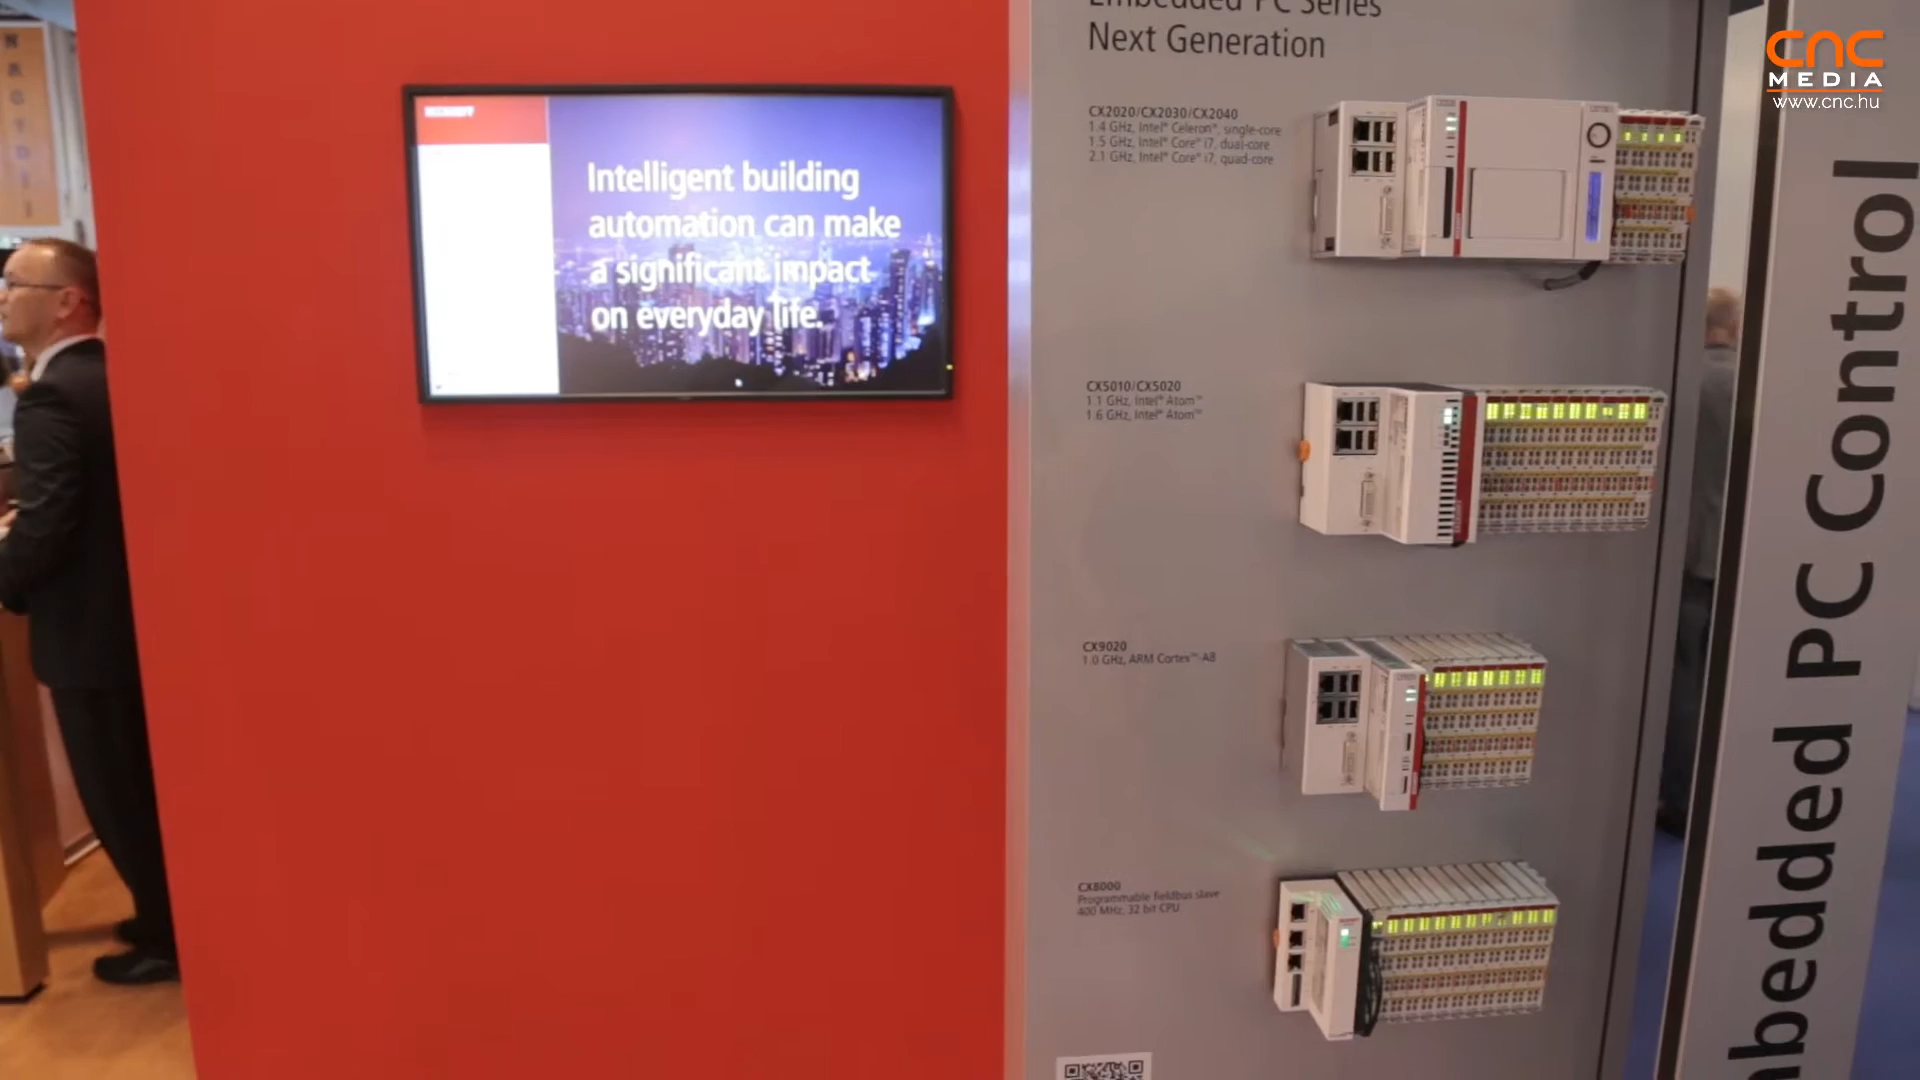 Intelligent building
automation can make
a significant impact
on everyday life.
Embedded PC Series
Next Generation
CX2020/CX2030/CX2040
1.4 GHz, Intel® Celeron®, single-core
1.5 GHz, Intel® Core® i7, dual-core
2.1 GHz, Intel® Core® i7, quad-core
CX5010/CX5020
1.1 GHz, Intel® Atom™
1.6 GHz, Intel® Atom™
CX9020
1.0 GHz, ARM Cortex™-A8
CX8000
Programmable fieldbus slave
400 MHz, 32 bit CPU
mbedded PC Control
cnc
MEDIA
www.cnc.hu